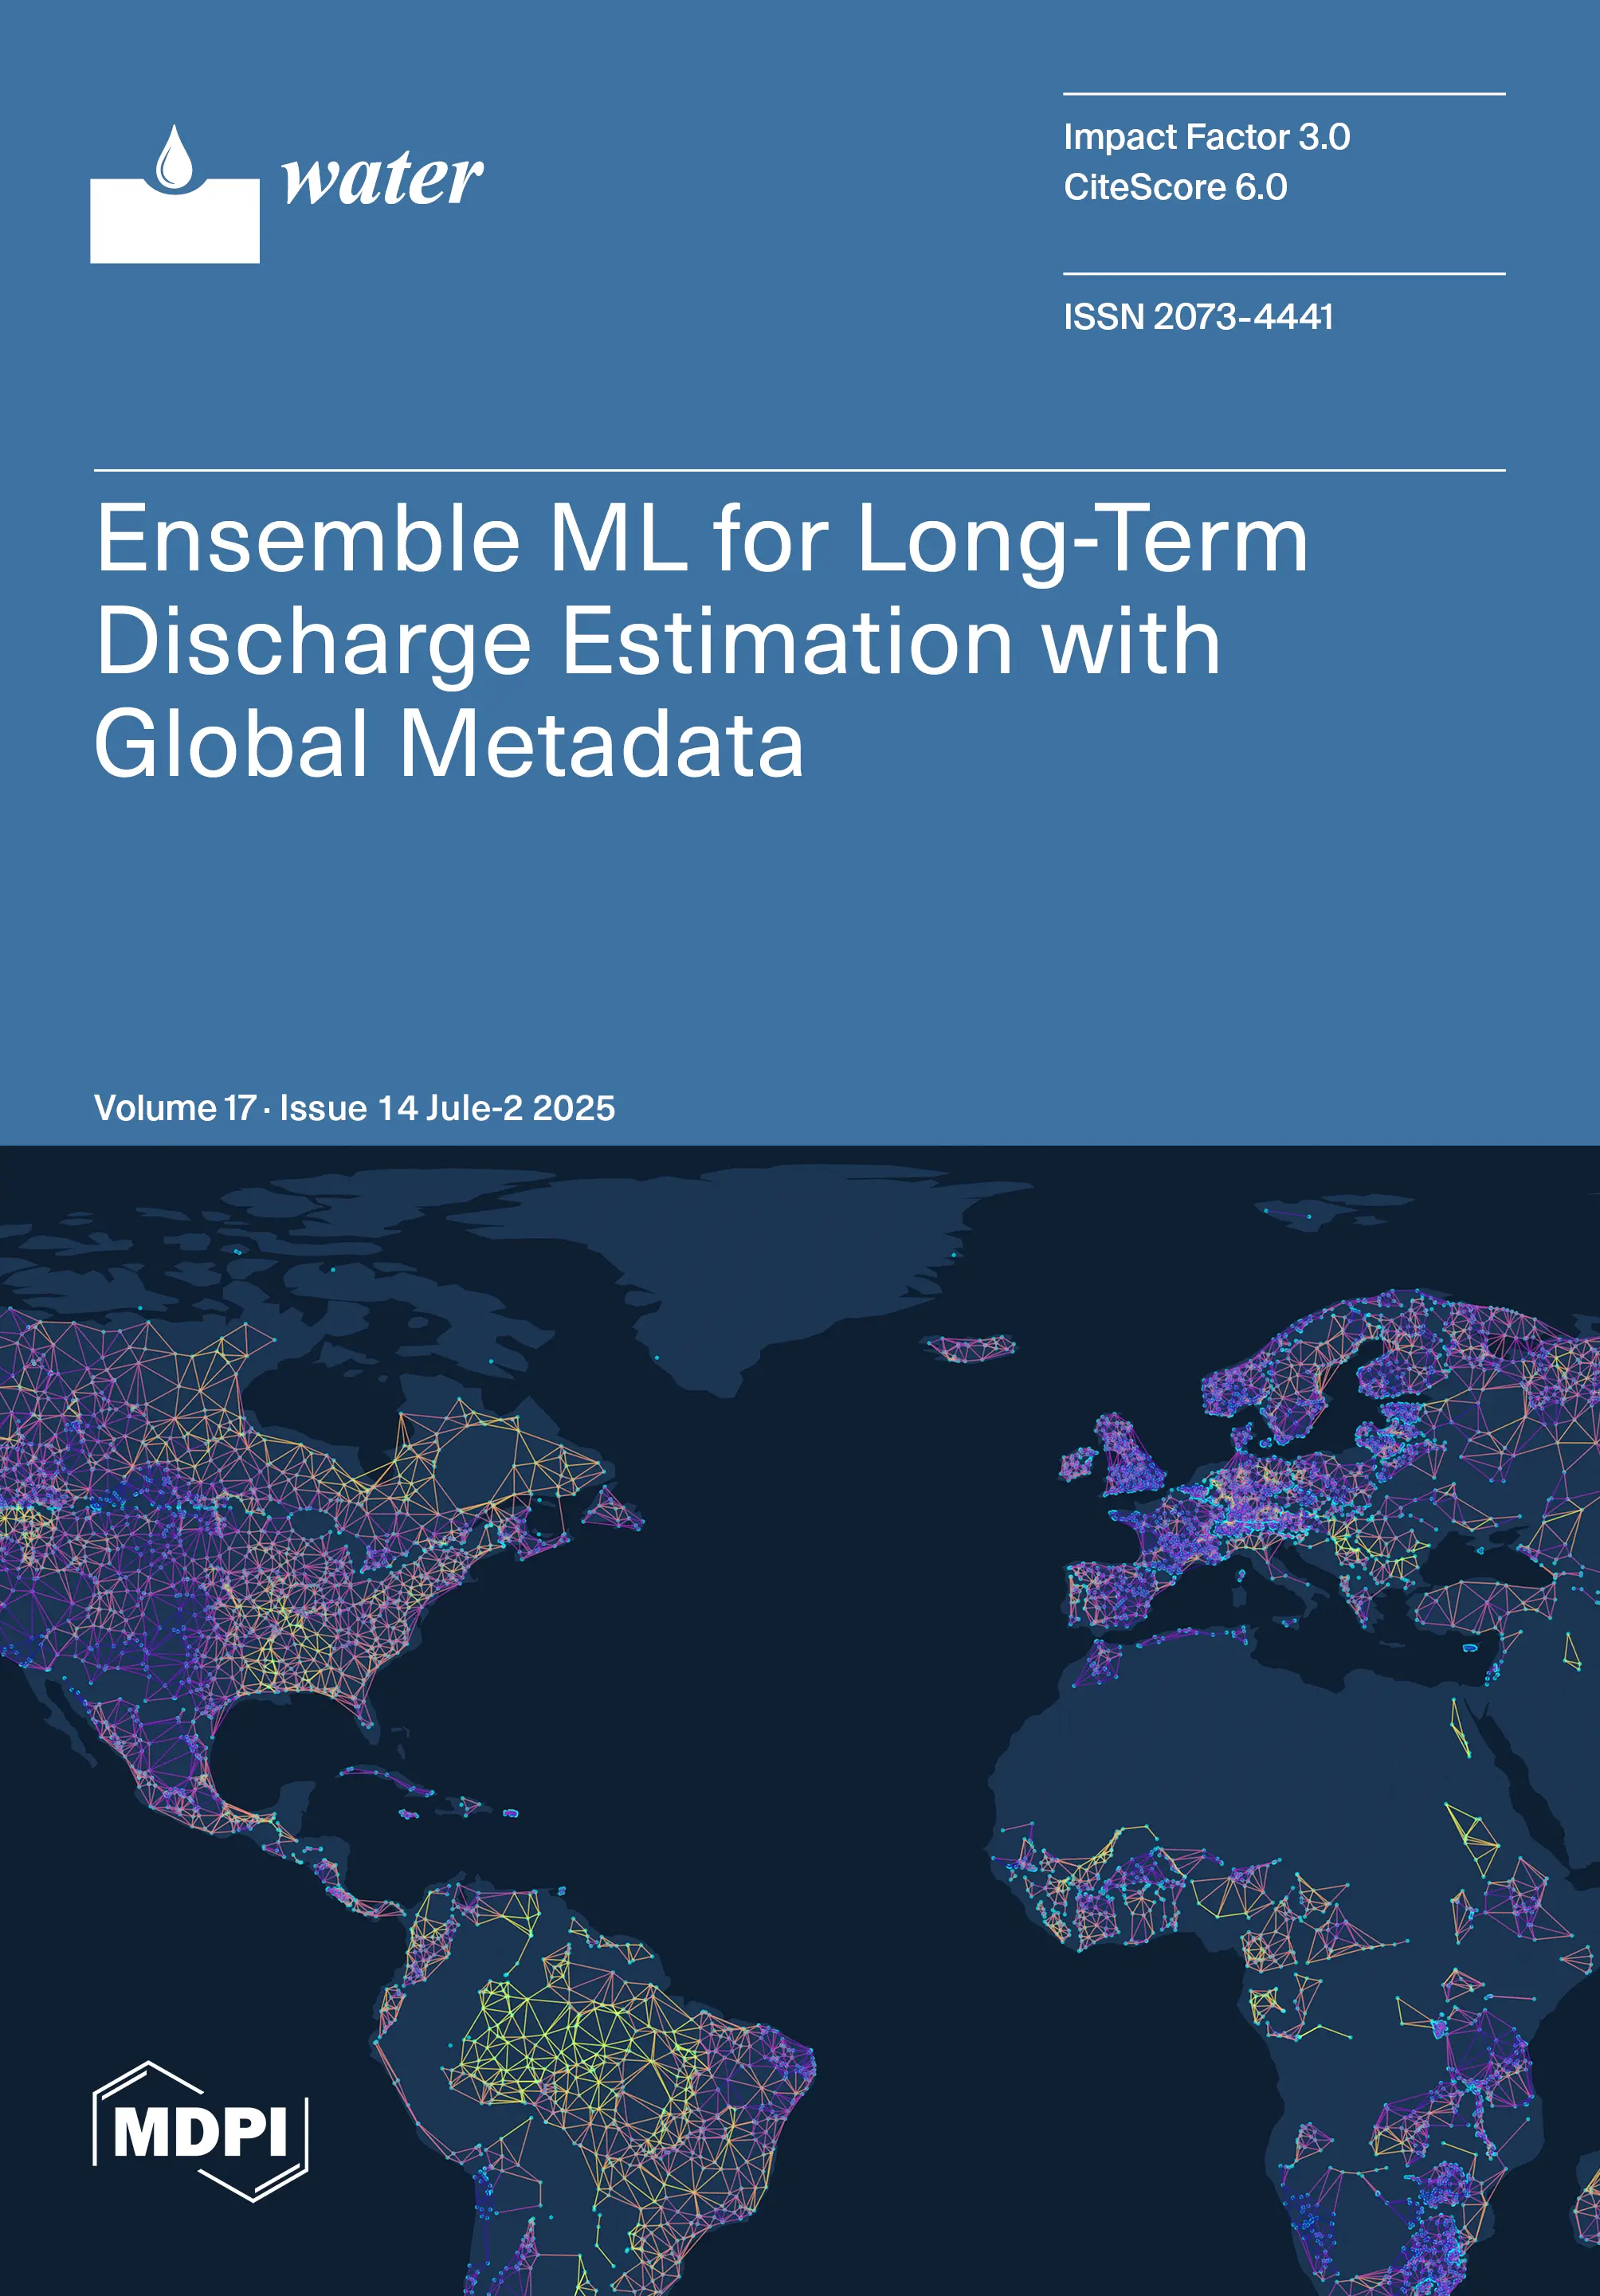 water
Impact Factor 3.0
CiteScore 6.0
ISSN 2073-4441
Ensemble ML for Long-Term
Discharge Estimation with
Global Metadata
Volume 17 · Issue 14 Jule-2 2025
MDPI